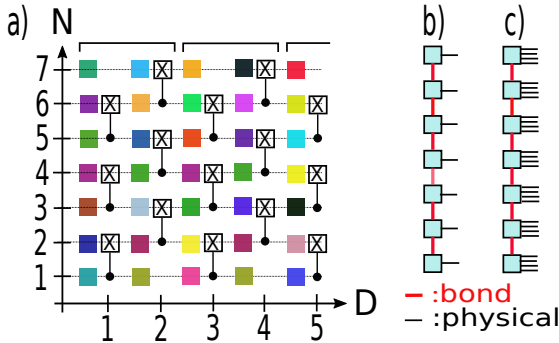 a) N b) c)
7 X X
6 X X X
5 X X
4 X X X
3 X X
2 X X X
1
D
1 2 3 4 5
:bond
:physical